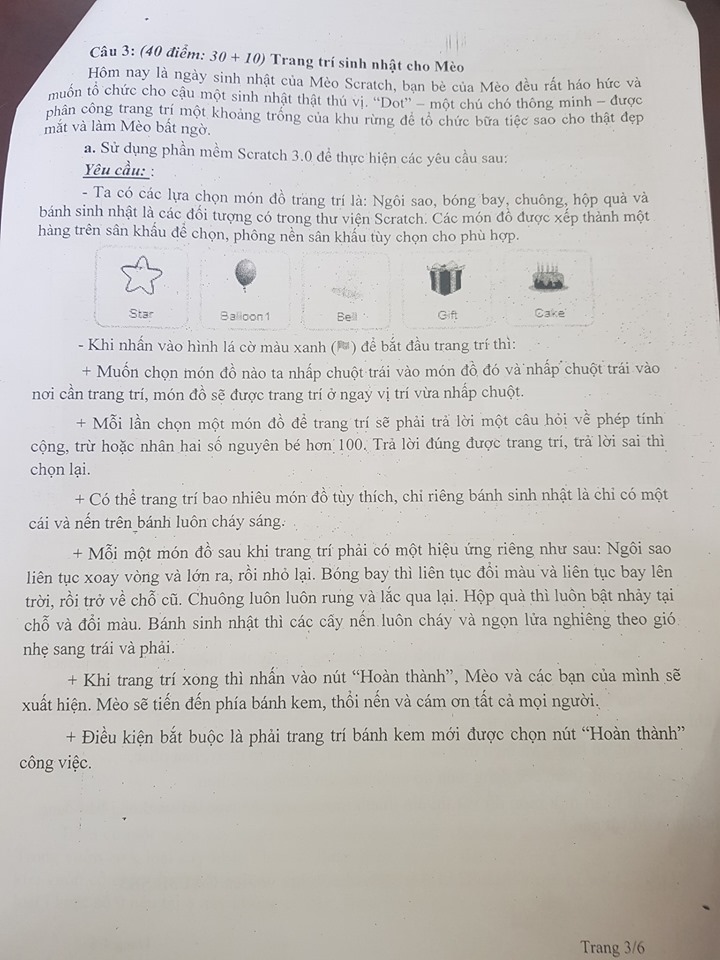 Câu 3: (40 điểm: 30 + 10) Trang trí sinh nhật cho Mèo
Hôm nay là ngày sinh nhật của Mèo Scratch, bạn bè của Mèo đều rất háo hức và
muốn tổ chức cho cậu một sinh nhật thật thú vị. “Dot” – một chú chó thông minh – được
phân công trang trí một khoảng trống của khu rừng để tổ chức bữa tiệc sao cho thật đẹp
mắt và làm Mèo bất ngờ.
a. Sử dụng phần mềm Scratch 3.0 để thực hiện các yêu cầu sau:
Yêu cầu: :
- Ta có các lựa chọn món đồ trang trí là: Ngôi sao, bóng bay, chuông, hộp quà và
bánh sinh nhật là các đối tượng có trong thư viện Scratch. Các món đồ được xếp thành một
hàng trên sân khấu để chọn, phông nền sân khấu tùy chọn cho phù hợp.
Star Balloon1 Bell Gift Cake
- Khi nhấn vào hình lá cờ màu xanh () để bắt đầu trang trí thì:
+ Muốn chọn món đồ nào ta nhấp chuột trái vào món đồ đó và nhấp chuột trái vào
nơi cần trang trí, món đồ sẽ được trang trí ở ngay vị trí vừa nhấp chuột.
+ Mỗi lần chọn một món đồ để trang trí sẽ phải trả lời một câu hỏi về phép tính
cộng, trừ hoặc nhân hai số nguyên bé hơn 100. Trả lời đúng được trang trí, trả lời sai thì
chọn lại.
+ Có thể trang trí bao nhiêu món đồ tùy thích, chỉ riêng bánh sinh nhật là chỉ có một
cái và nến trên bánh luôn cháy sáng.
+ Mỗi một món đồ sau khi trang trí phải có một hiệu ứng riêng như sau: Ngôi sao
liên tục xoay vòng và lớn ra, rồi nhỏ lại. Bóng bay thì liên tục đổi màu và liên tục bay lên
trời, rồi trở về chỗ cũ. Chuông luôn luôn rung và lắc qua lại. Hộp quà thì luôn bật nhảy tại
chỗ và đổi màu. Bánh sinh nhật thì các cây nến luôn cháy và ngọn lửa nghiêng theo gió
nhẹ sang trái và phải.
+ Khi trang trí xong thì nhấn vào nút “Hoàn thành”, Mèo và các bạn của mình sẽ
xuất hiện. Mèo sẽ tiến đến phía bánh kem, thổi nến và cám ơn tất cả mọi người.
+ Điều kiện bắt buộc là phải trang trí bánh kem mới được chọn nút “Hoàn thành”
công việc.
Trang 3/6